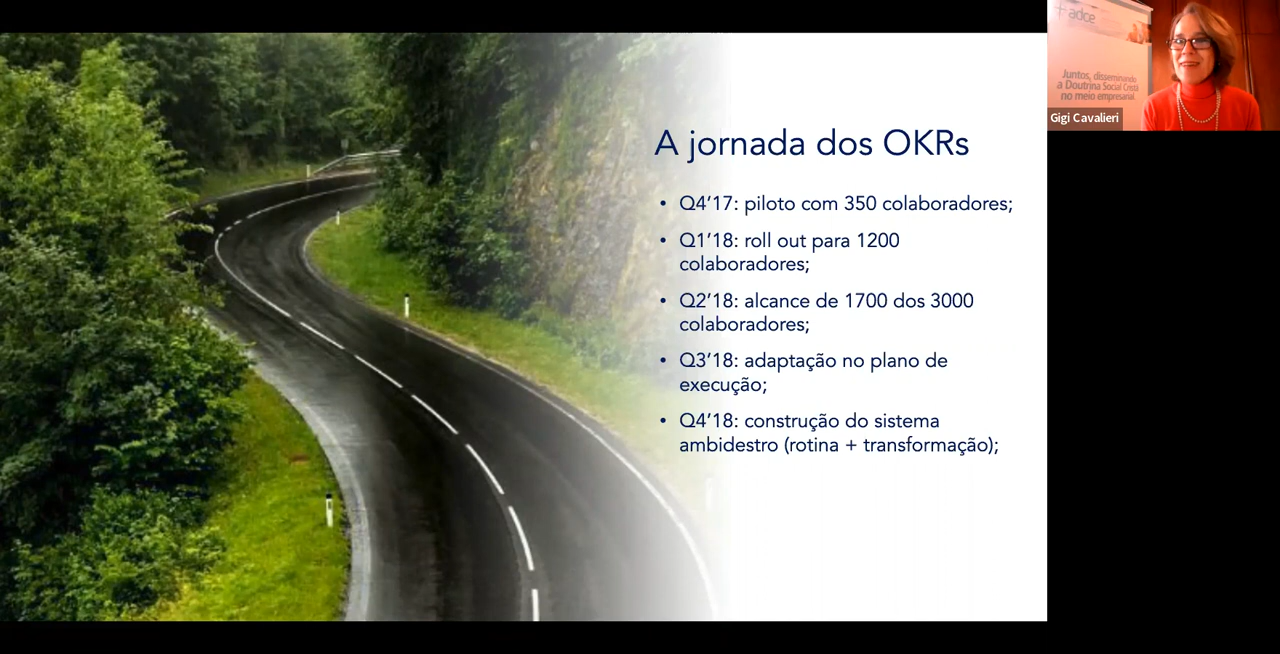 A jornada dos OKRs
• Q4’17: piloto com 350 colaboradores;
• Q1’18: roll out para 1200
colaboradores;
• Q2’18: alcance de 1700 dos 3000
colaboradores;
• Q3’18: adaptação no plano de
execução;
• Q4’18: construção do sistema
ambidestro (rotina + transformação);
+ adce
Juntos, disseminando
a Doutrina Social Cristã
no meio empresarial.
Gigi Cavalieri